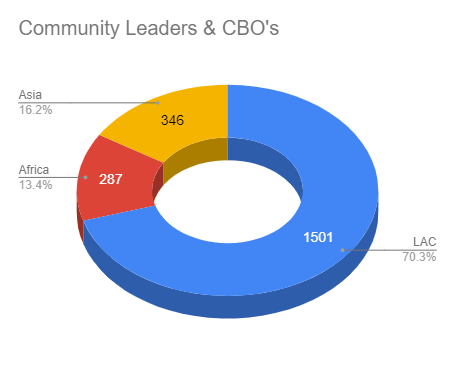 Community Leaders & CBO's
Asia
16.2%
346
Africa
13.4%
287
1501
LAC
70.3%